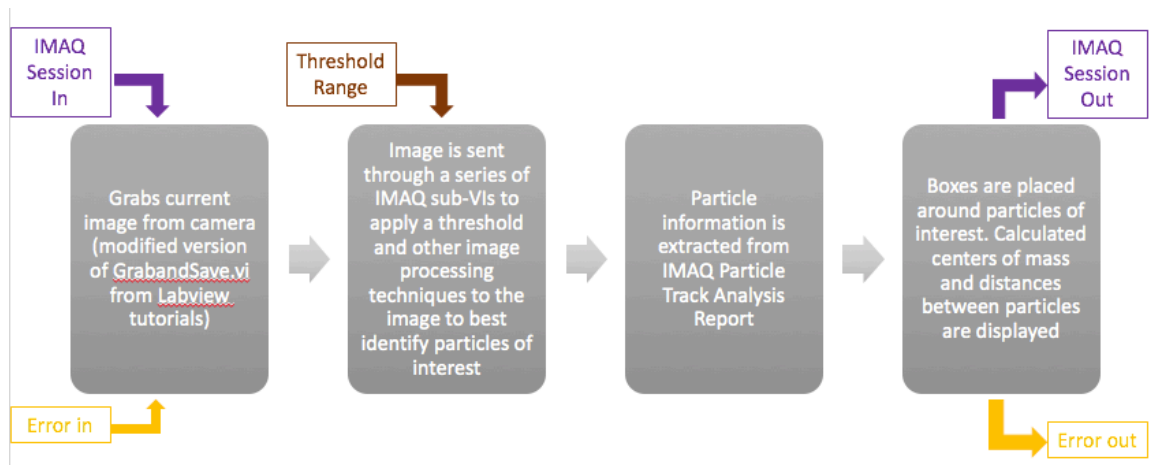 IMAQ
Session
In
Threshold
Range
IMAQ
Session
Out
Grabs current
image from camera
(modified version
of GrabandSave.vi
from Labview
tutorials)
Image is sent
through a series of
IMAQ sub-VIs to
apply a threshold
and other image
processing
techniques to the
image to best
identify particles of
interest
Particle
information is
extracted from
IMAQ Particle
Track Analysis
Report
Boxes are placed
around particles of
interest. Calculated
centers of mass
and distances
between particles
are displayed
Error in
Error out